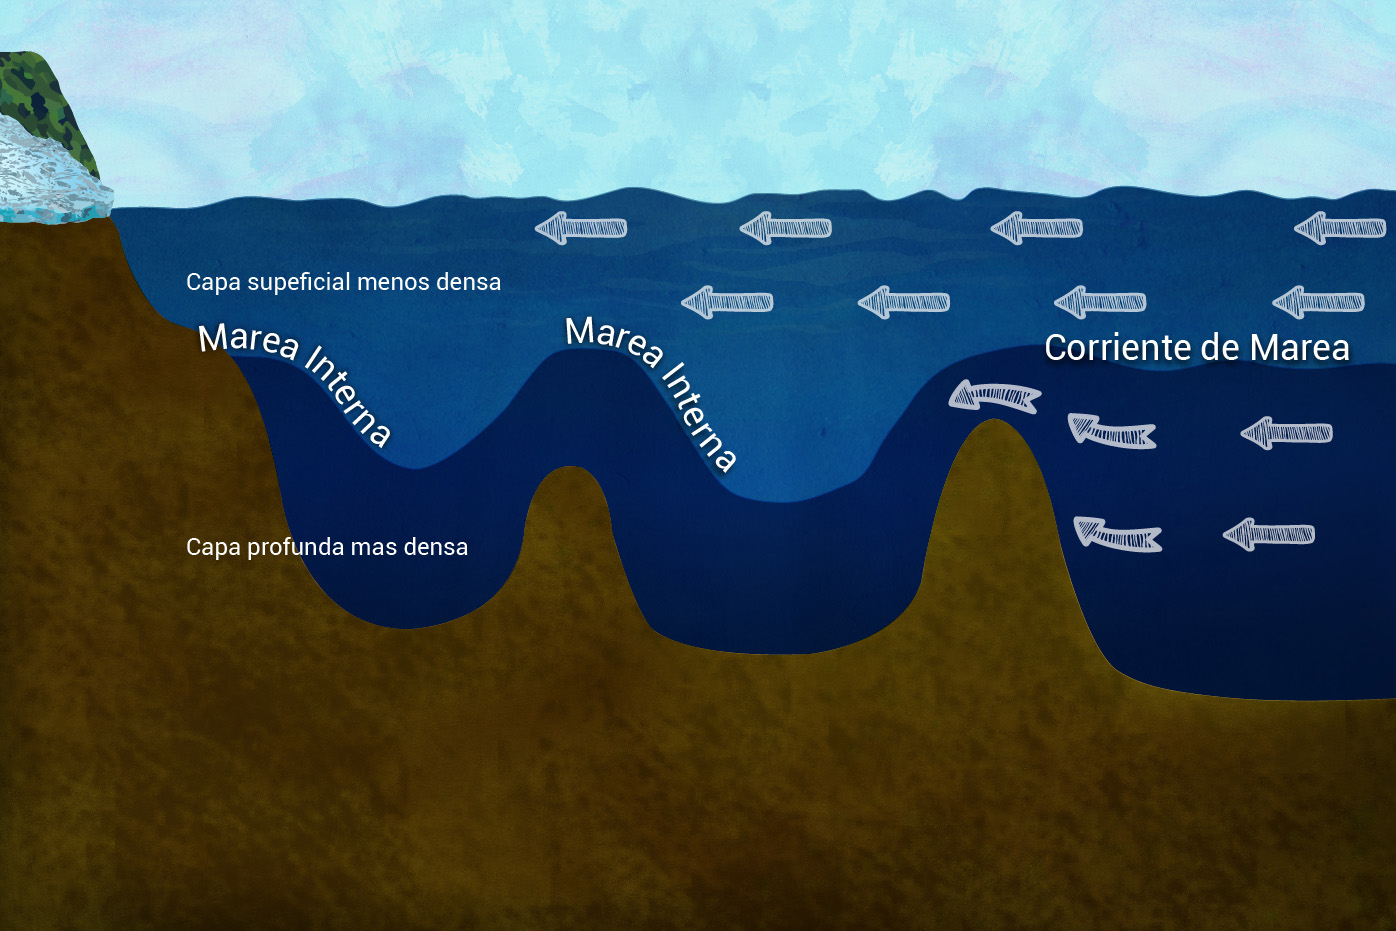 Capa supeficial menos densa
Marea Interna
Marea Interna
Corriente de Marea
Capa profunda mas densa